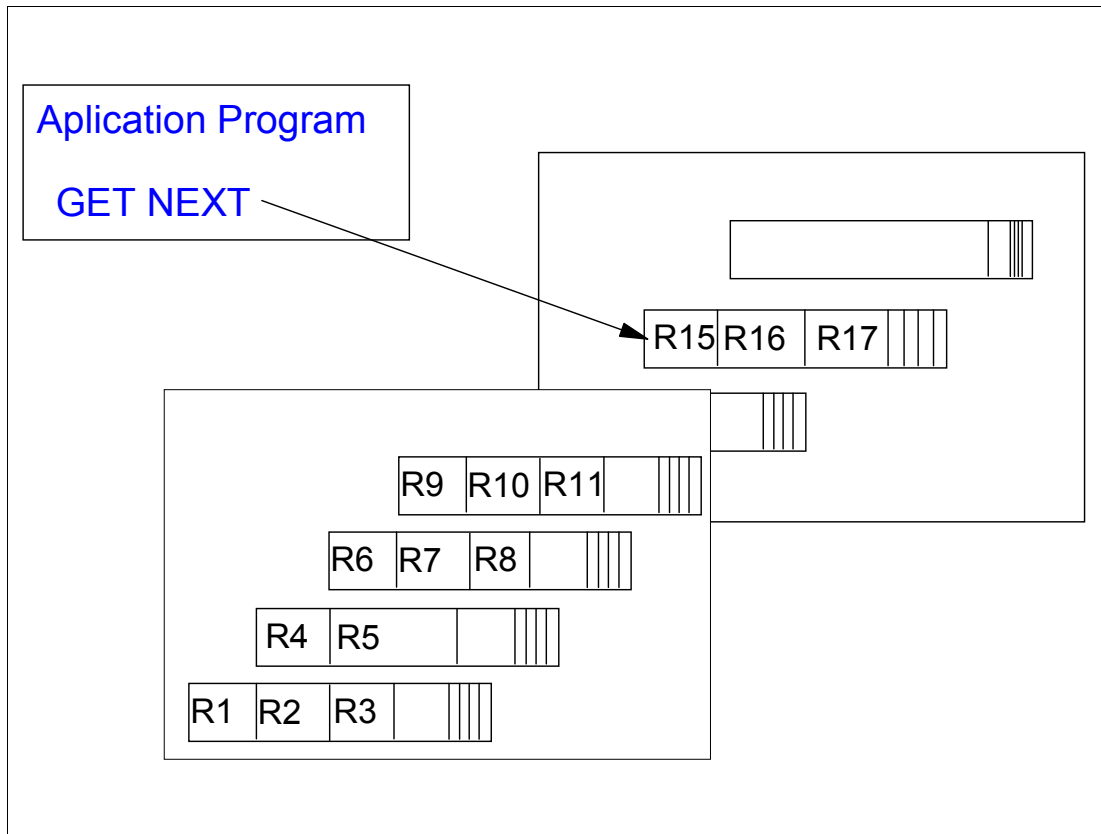 Aplication Program
GET NEXT
R15 R16 R17
R9 R10 R11
R6 R7 R8
R4 R5
R1 R2 R3